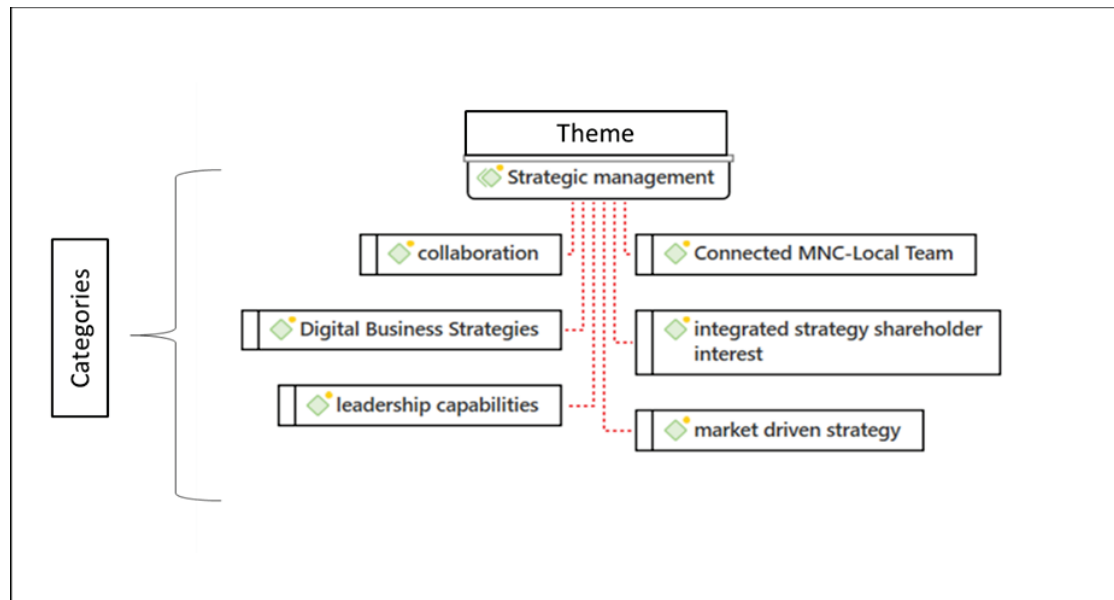 Theme
Strategic management
collaboration
Connected MNC-Local Team
Categories
Digital Business Strategies
integrated strategy shareholder
interest
leadership capabilities
market driven strategy